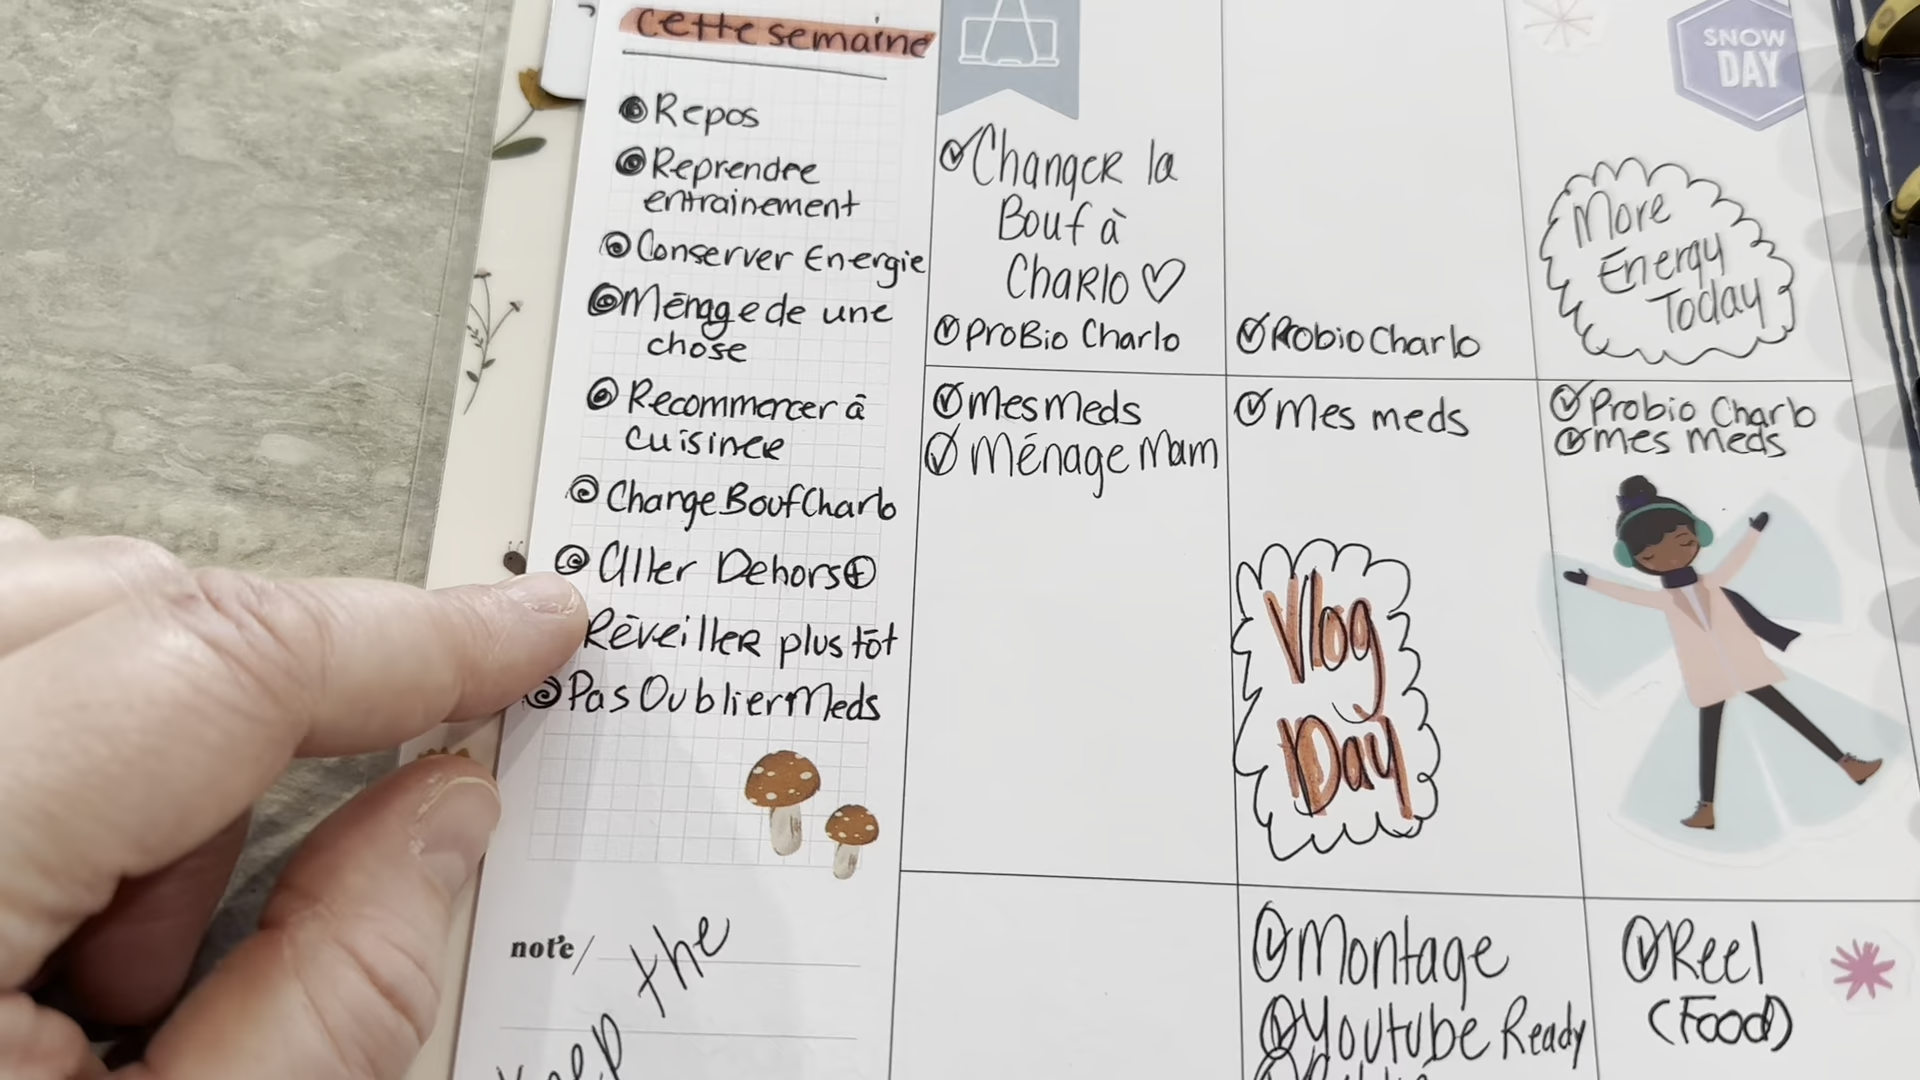 cette semaine
Repos
Reprendre
entrainement
Conserver Energie
Ménage de une
chose
Recommencer à
cuisiner
Change Bouf Charlo
Aller Dehors +
Réveiller plus tôt
Pas Oublier Meds
note/
Keep the
Changer la
Bouf à
Charlo ♡
ProBio Charlo
Mes Meds
Ménage Mam
Probio Charlo
Mes meds
Vlog
Day
Montage
Youtube Ready
SNOW
DAY
More
Energy
Today
Probio Charlo
mes Meds
Reel
(Food)